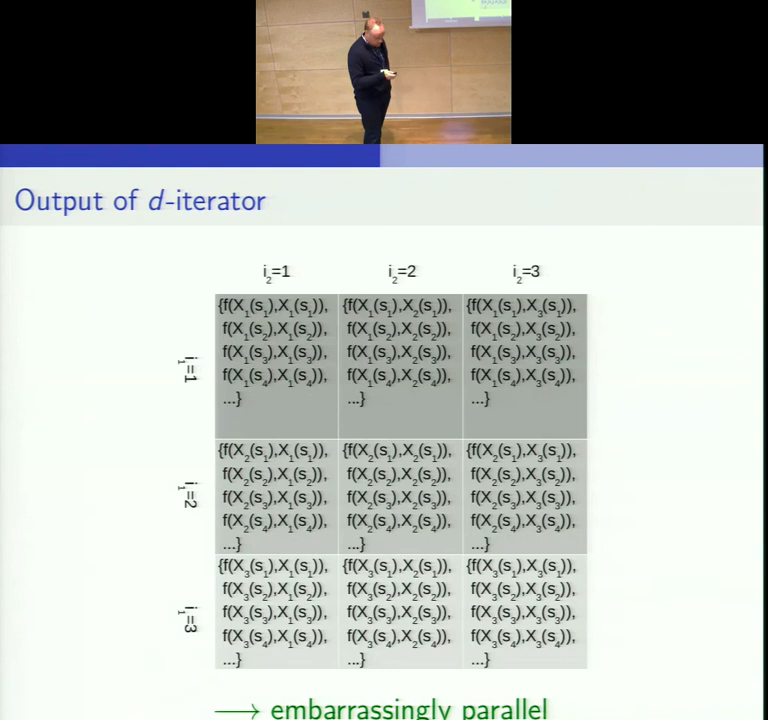 Output of d-iterator
i₂=1 i₂=2 i₂=3
i₁=1
{f(X₁(s₁),X₁(s₁)), {f(X₁(s₁),X₂(s₁)), {f(X₁(s₁),X₃(s₁)),
f(X₁(s₂),X₁(s₂)), f(X₁(s₂),X₂(s₂)), f(X₁(s₂),X₃(s₂)),
f(X₁(s₃),X₁(s₃)), f(X₁(s₃),X₂(s₃)), f(X₁(s₃),X₃(s₃)),
f(X₁(s₄),X₁(s₄)), f(X₁(s₄),X₂(s₄)), f(X₁(s₄),X₃(s₄)),
...} ...} ...}
i₁=2
{f(X₂(s₁),X₁(s₁)), {f(X₂(s₁),X₂(s₁)), {f(X₂(s₁),X₃(s₁)),
f(X₂(s₂),X₁(s₂)), f(X₂(s₂),X₂(s₂)), f(X₂(s₂),X₃(s₂)),
f(X₂(s₃),X₁(s₃)), f(X₂(s₃),X₂(s₃)), f(X₂(s₃),X₃(s₃)),
f(X₂(s₄),X₁(s₄)), f(X₂(s₄),X₂(s₄)), f(X₂(s₄),X₃(s₄)),
...} ...} ...}
i₁=3
{f(X₃(s₁),X₁(s₁)), {f(X₃(s₁),X₂(s₁)), {f(X₃(s₁),X₃(s₁)),
f(X₃(s₂),X₁(s₂)), f(X₃(s₂),X₂(s₂)), f(X₃(s₂),X₃(s₂)),
f(X₃(s₃),X₁(s₃)), f(X₃(s₃),X₂(s₃)), f(X₃(s₃),X₃(s₃)),
f(X₃(s₄),X₁(s₄)), f(X₃(s₄),X₂(s₄)), f(X₃(s₄),X₃(s₄)),
...} ...} ...}
⟶ embarrassingly parallel